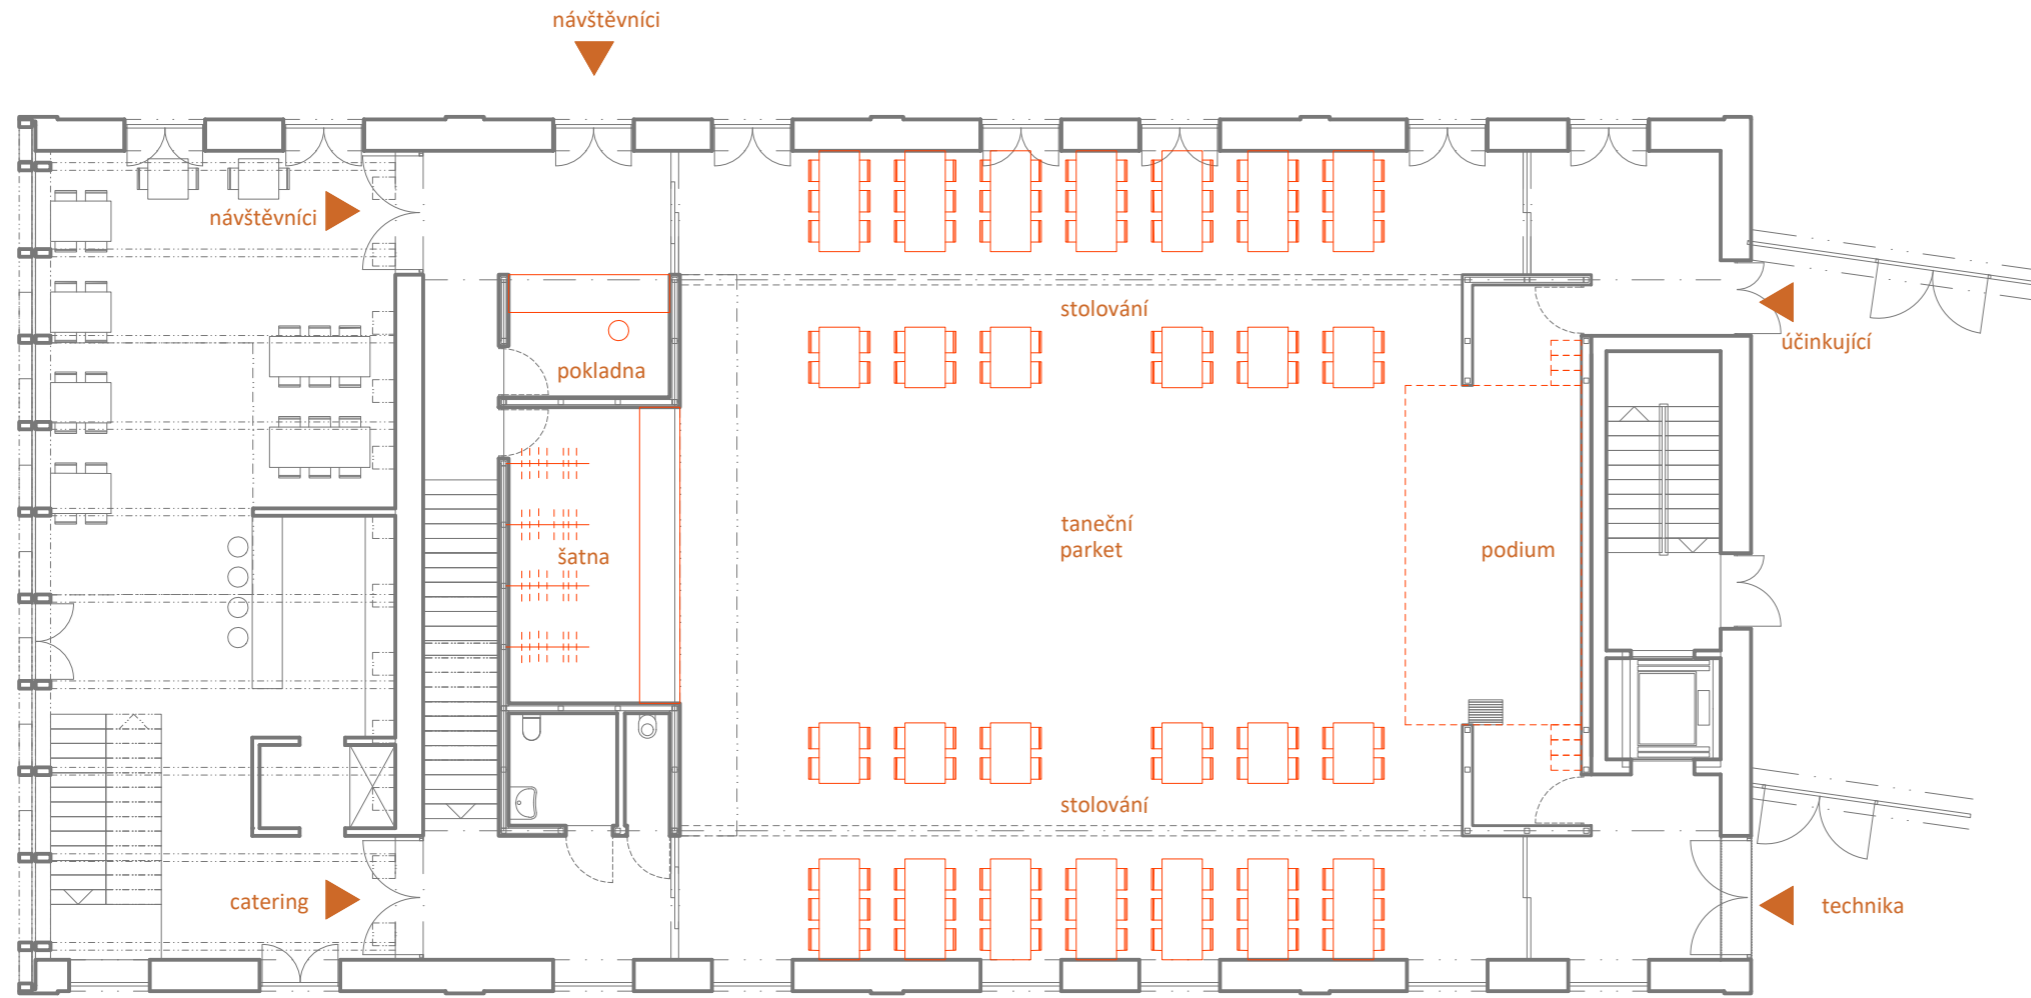 návštěvníci
návštěvníci
stolování
účinkující
pokladna
taneční
parket
podium
šatna
stolování
catering
technika